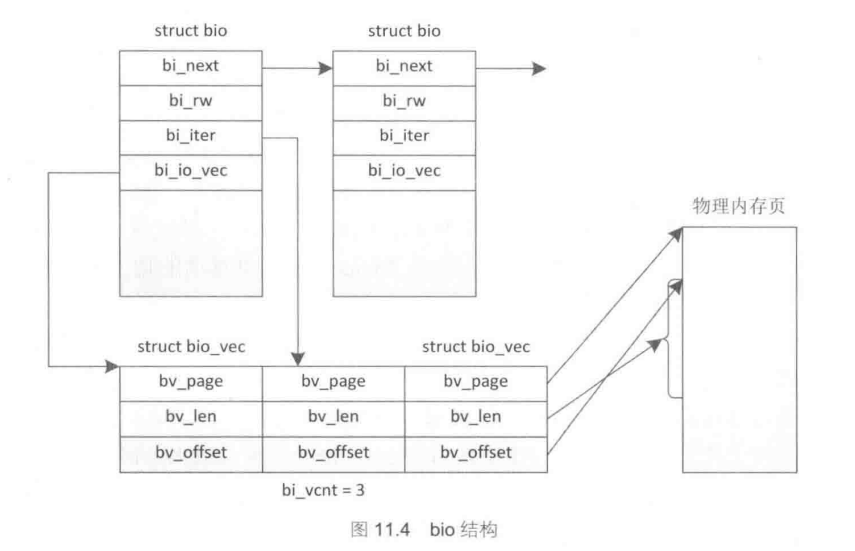 struct bio
struct bio
bi_next
bi_next
bi_rw
bi_rw
bi_iter
bi_iter
bi_io_vec
bi_io_vec
物理内存页
struct bio_vec
struct bio_vec
bv_page
bv_page
bv_page
bv_len
bv_len
bv_len
bv_offset
bv_offset
bv_offset
bi_vcnt = 3
图 11.4 bio 结构